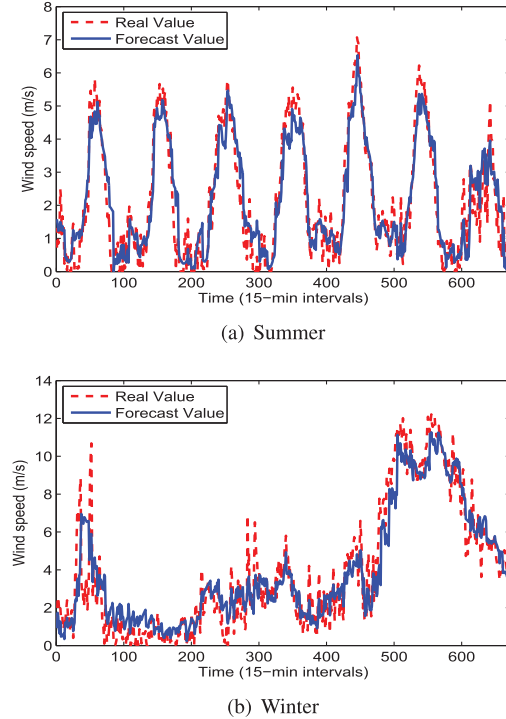 Real Value
Forecast Value
Wind speed (m/s)
8
7
6
5
4
3
2
1
0
0 100 200 300 400 500 600
Time (15−min intervals)
(a) Summer
Real Value
Forecast Value
Wind speed (m/s)
14
12
10
8
6
4
2
0
0 100 200 300 400 500 600
Time (15−min intervals)
(b) Winter